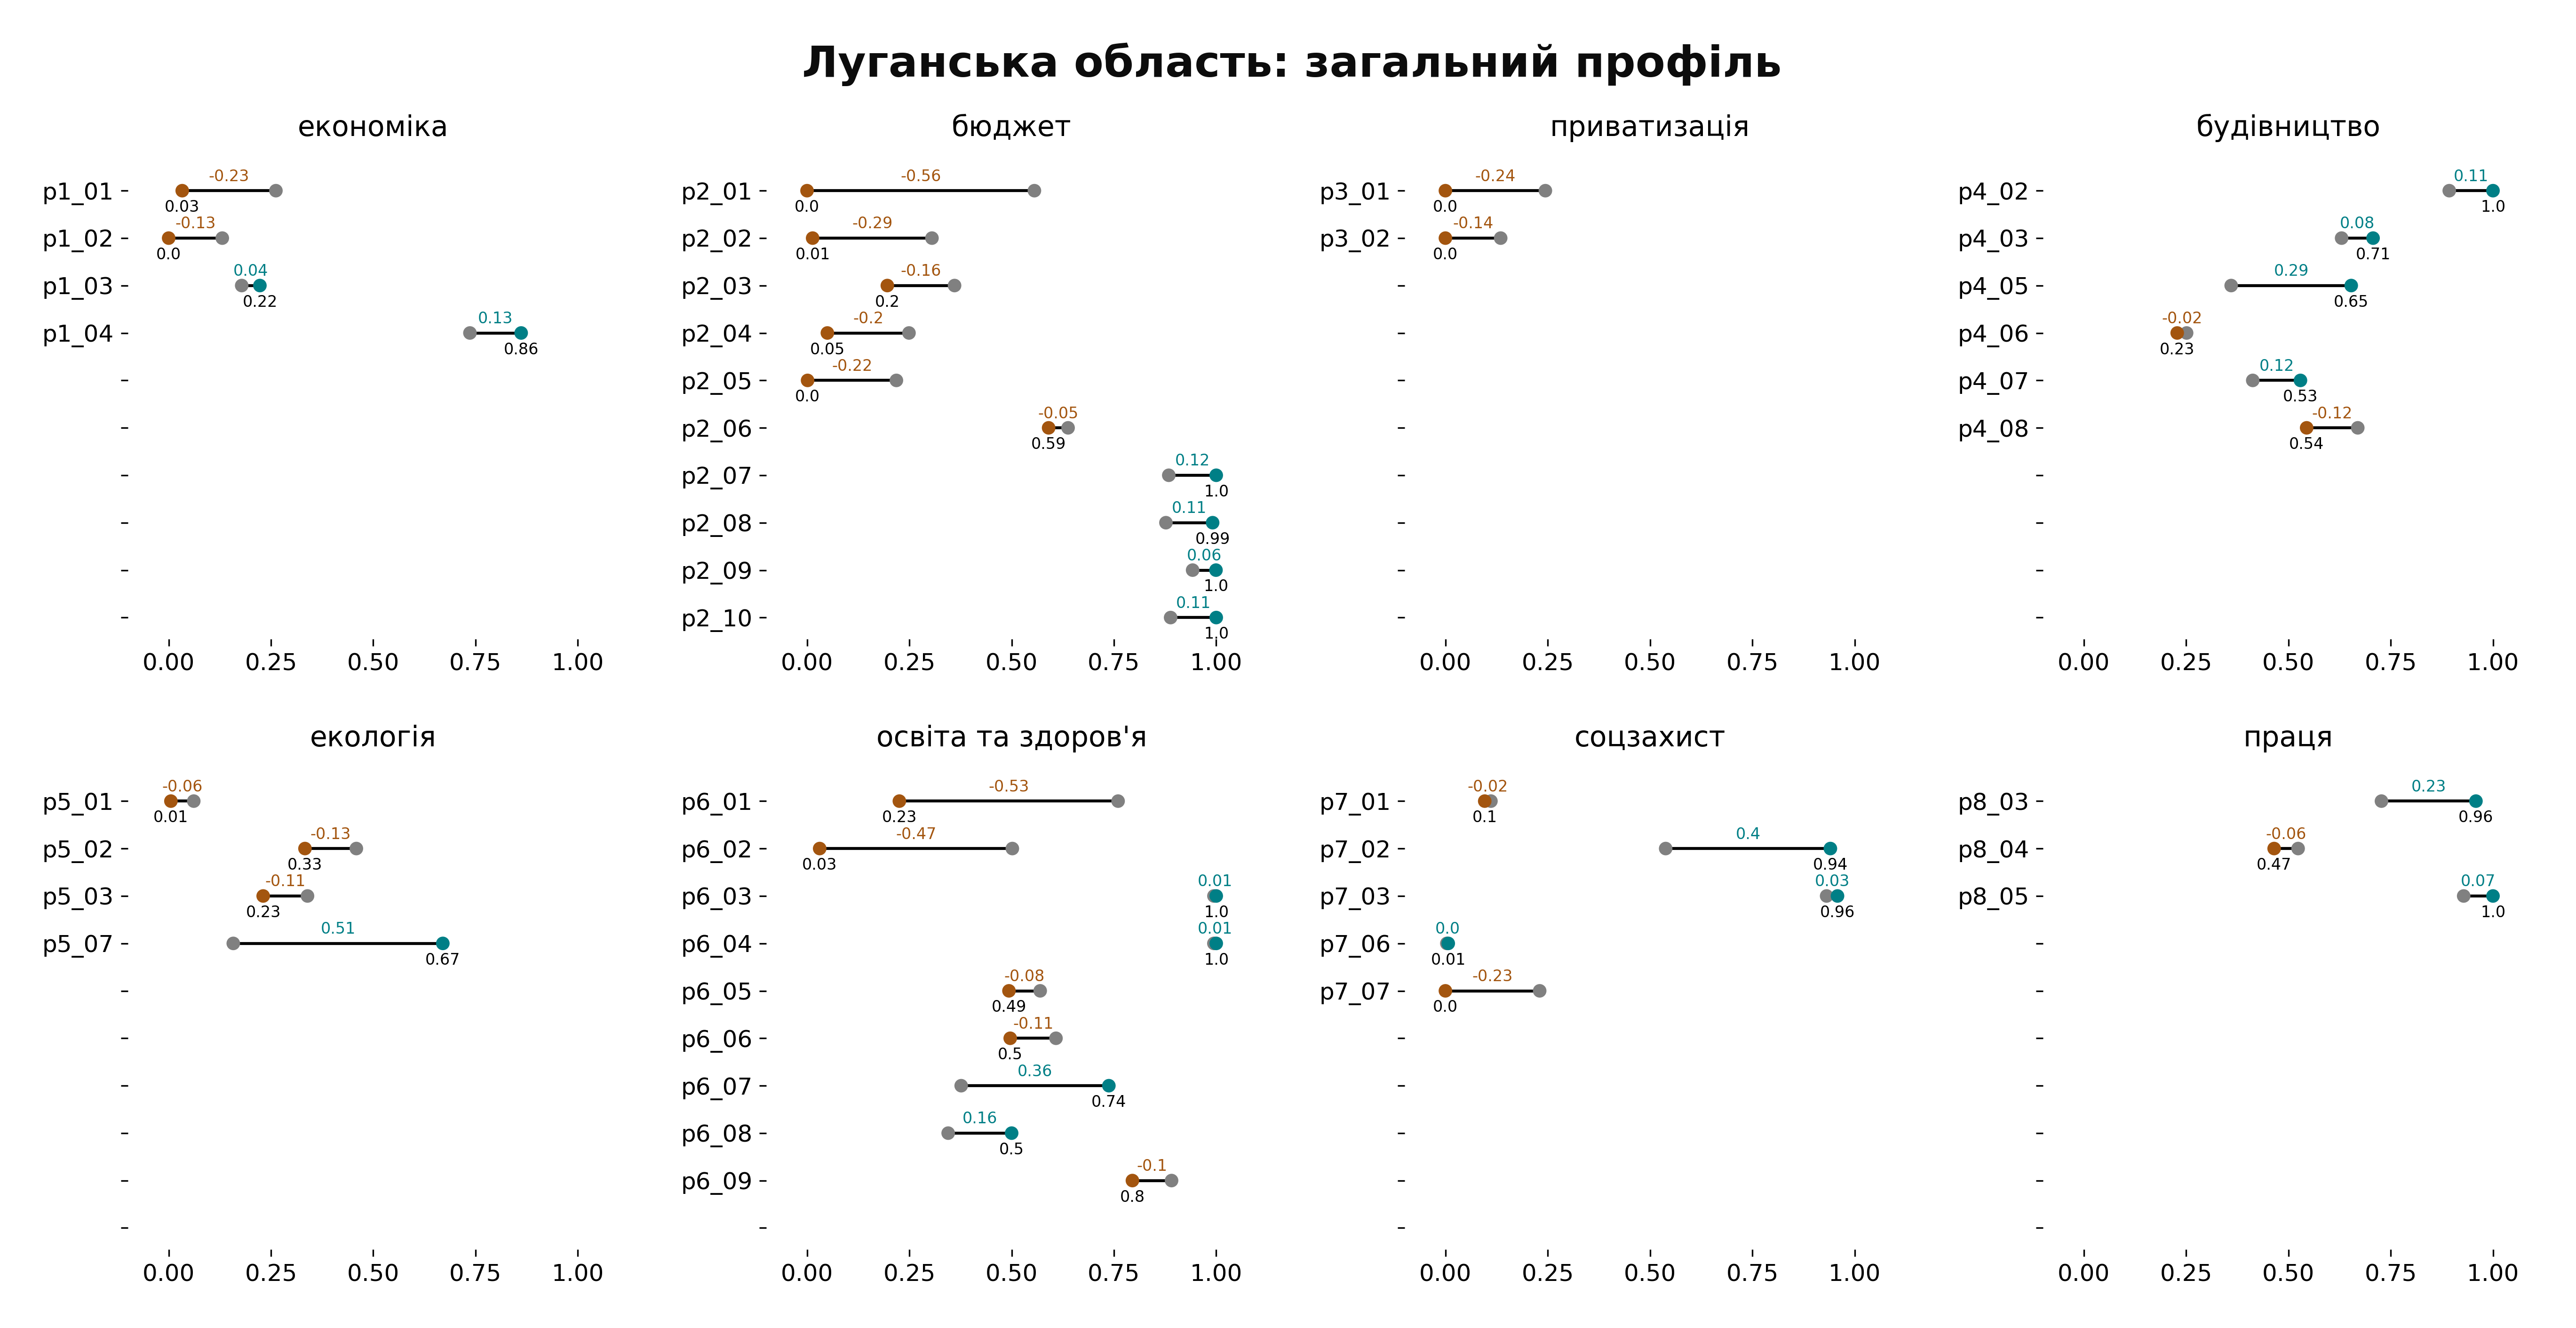 Луганська область: загальний профіль
економіка
p1_01
-0.23
0.03
p1_02
-0.13
0.0
p1_03
0.04
0.22
p1_04
0.13
0.86
0.00 0.25 0.50 0.75 1.00
бюджет
p2_01
-0.56
0.0
p2_02
-0.29
0.01
p2_03
-0.16
0.2
p2_04
-0.2
0.05
p2_05
-0.22
0.0
p2_06
-0.05
0.59
p2_07
0.12
1.0
p2_08
0.11
0.99
p2_09
0.06
1.0
p2_10
0.11
1.0
0.00 0.25 0.50 0.75 1.00
приватизація
p3_01
-0.24
0.0
p3_02
-0.14
0.0
0.00 0.25 0.50 0.75 1.00
будівництво
p4_02
0.11
1.0
p4_03
0.08
0.71
p4_05
0.29
0.65
p4_06
-0.02
0.23
p4_07
0.12
0.53
p4_08
-0.12
0.54
0.00 0.25 0.50 0.75 1.00
екологія
p5_01
-0.06
0.01
p5_02
-0.13
0.33
p5_03
-0.11
0.23
p5_07
0.51
0.67
0.00 0.25 0.50 0.75 1.00
освіта та здоров'я
p6_01
-0.53
0.23
p6_02
-0.47
0.03
p6_03
0.01
1.0
p6_04
0.01
1.0
p6_05
-0.08
0.49
p6_06
-0.11
0.5
p6_07
0.36
0.74
p6_08
0.16
0.5
p6_09
-0.1
0.8
0.00 0.25 0.50 0.75 1.00
соцзахист
p7_01
-0.02
0.1
p7_02
0.4
0.94
p7_03
0.03
0.96
p7_06
0.0
0.01
p7_07
-0.23
0.0
0.00 0.25 0.50 0.75 1.00
праця
p8_03
0.23
0.96
p8_04
-0.06
0.47
p8_05
0.07
1.0
0.00 0.25 0.50 0.75 1.00